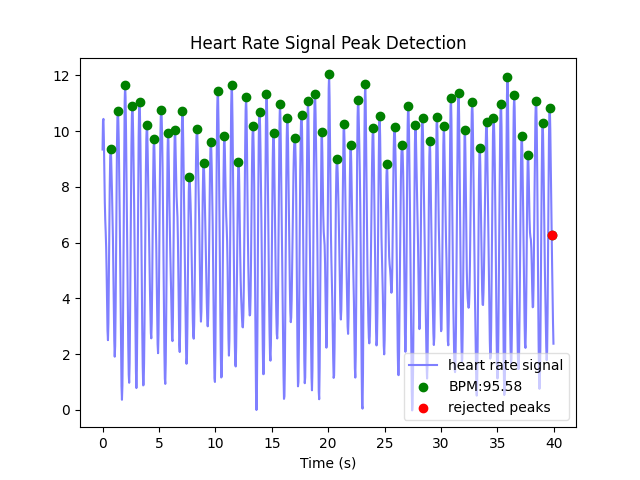 Heart Rate Signal Peak Detection
12
10
8
6
4
2
0
heart rate signal
BPM:95.58
rejected peaks
0 5 10 15 20 25 30 35 40
Time (s)